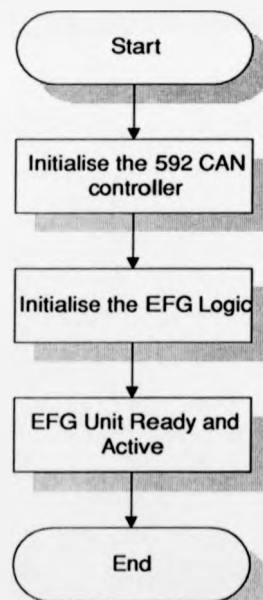 Start
Initialise the 592 CAN
controller
Initialise the EFG Logic
EFG Unit Ready and
Active
End